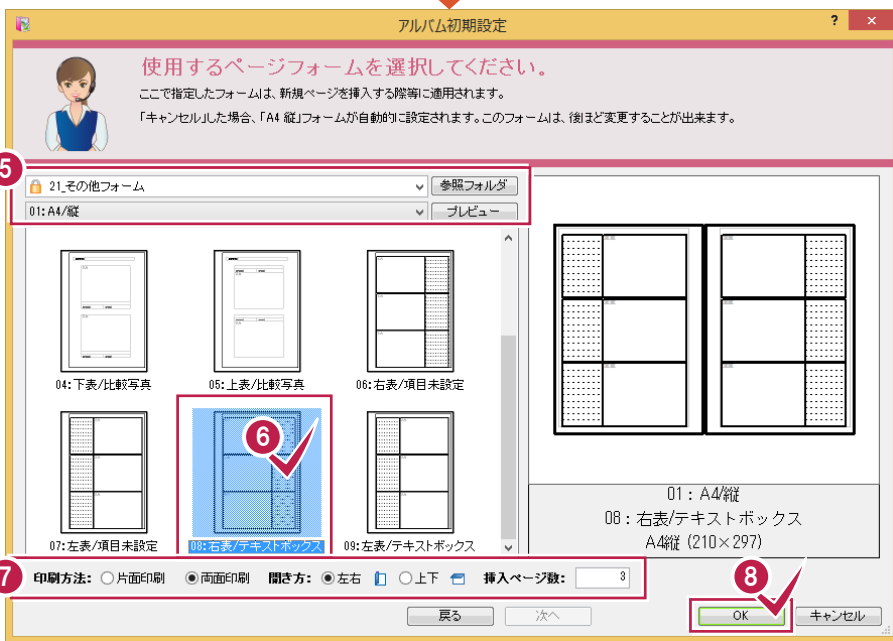 アルバム初期設定
? ×
使用するページフォームを選択してください。
ここで指定したフォームは、新規ページを挿入する際等に適用されます。
「キャンセル」した場合、「A4 縦」フォームが自動的に設定されます。このフォームは、後ほど変更することが出来ます。
5
21_その他フォーム
参照フォルダ
01:A4/縦
プレビュー
04:下表/比較写真
05:上表/比較写真
06:右表/項目未設定
6
07:左表/項目未設定
08:右表/テキストボックス
09:左表/テキストボックス
01:A4/縦
08:右表/テキストボックス
A4縦(210×297)
7
印刷方法: 片面印刷 両面印刷 開き方: 左右 上下 挿入ページ数: 3
8
戻る 次へ OK キャンセル